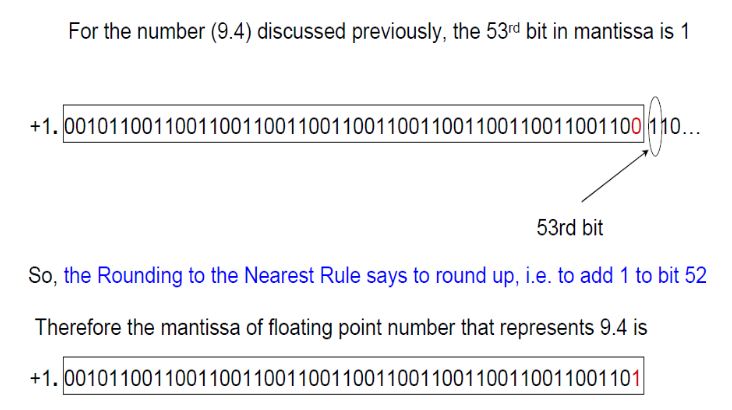 For the number (9.4) discussed previously, the 53rd bit in mantissa is 1
+1. 0010110011001100110011001100110011001100110011001100 110…
53rd bit
So, the Rounding to the Nearest Rule says to round up, i.e. to add 1 to bit 52
Therefore the mantissa of floating point number that represents 9.4 is
+1. 0010110011001100110011001100110011001100110011001101